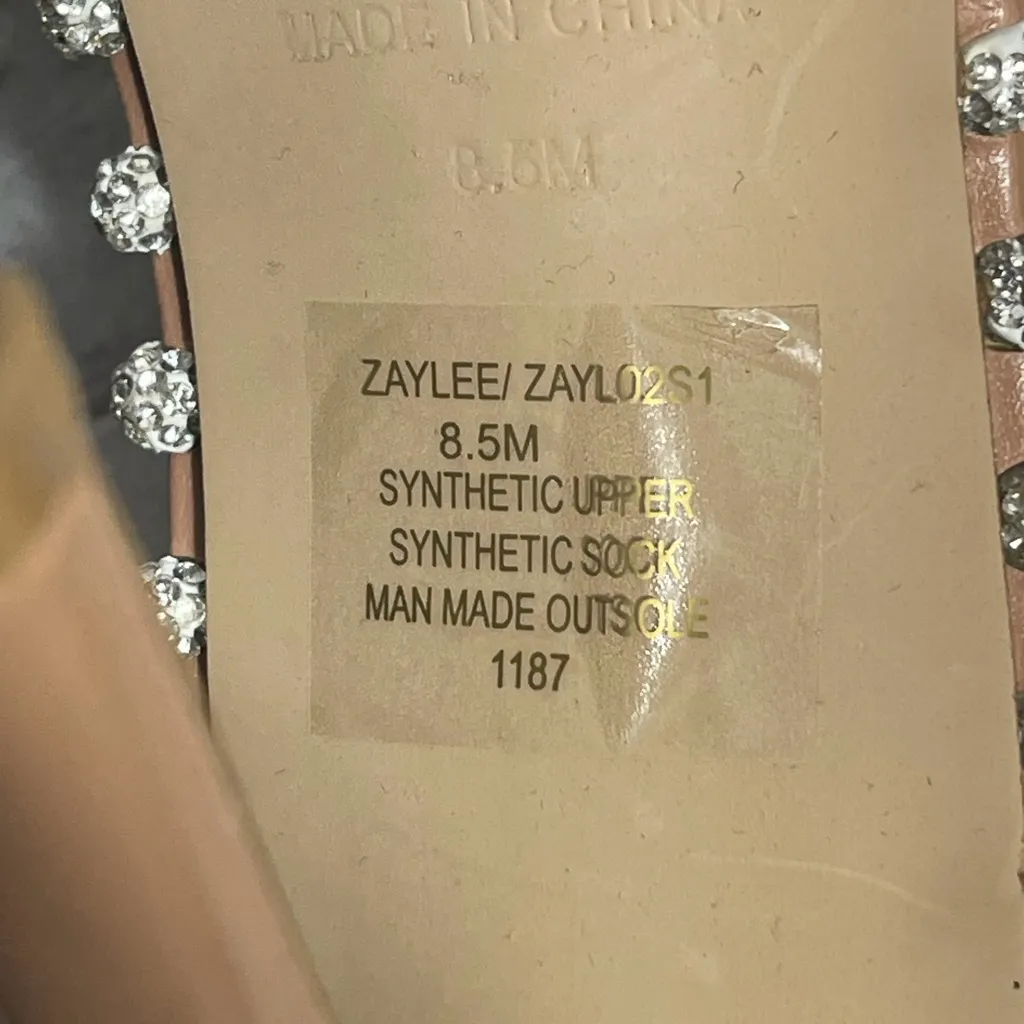 MADE IN CHINA
8.5M
ZAYLEE/ ZAYL02S1
8.5M
SYNTHETIC UPPER
SYNTHETIC SOCK
MAN MADE OUTSOLE
1187